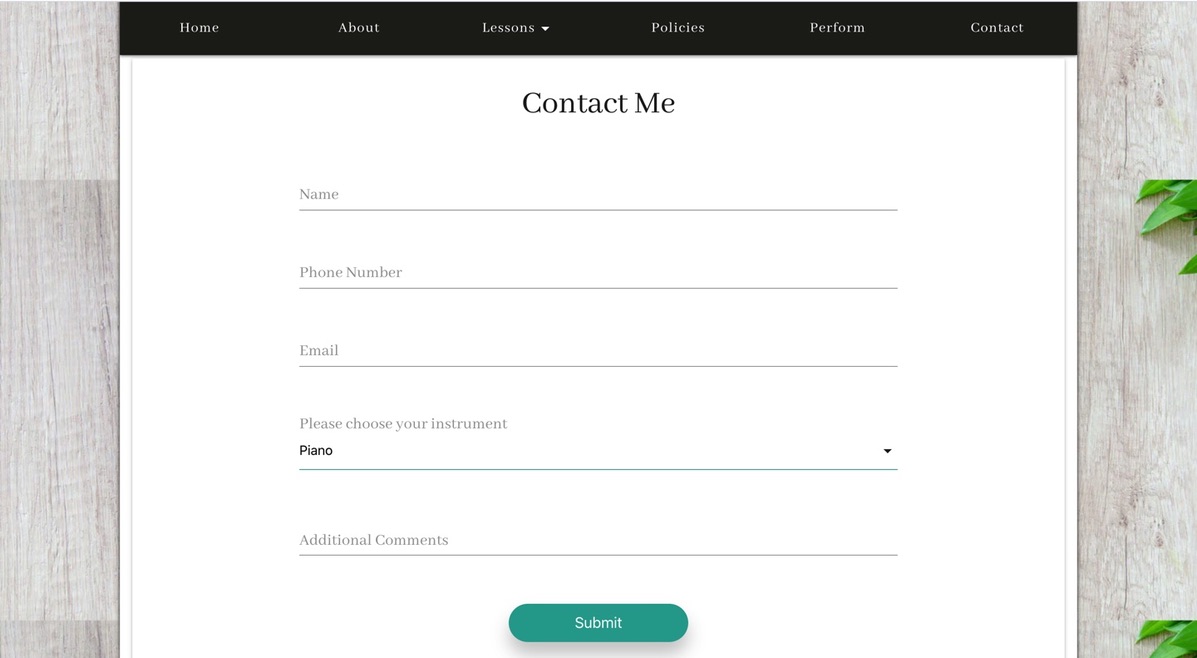 Home About Lessons Policies Perform Contact
Contact Me
Name
Phone Number
Email
Please choose your instrument
Piano
Additional Comments
Submit